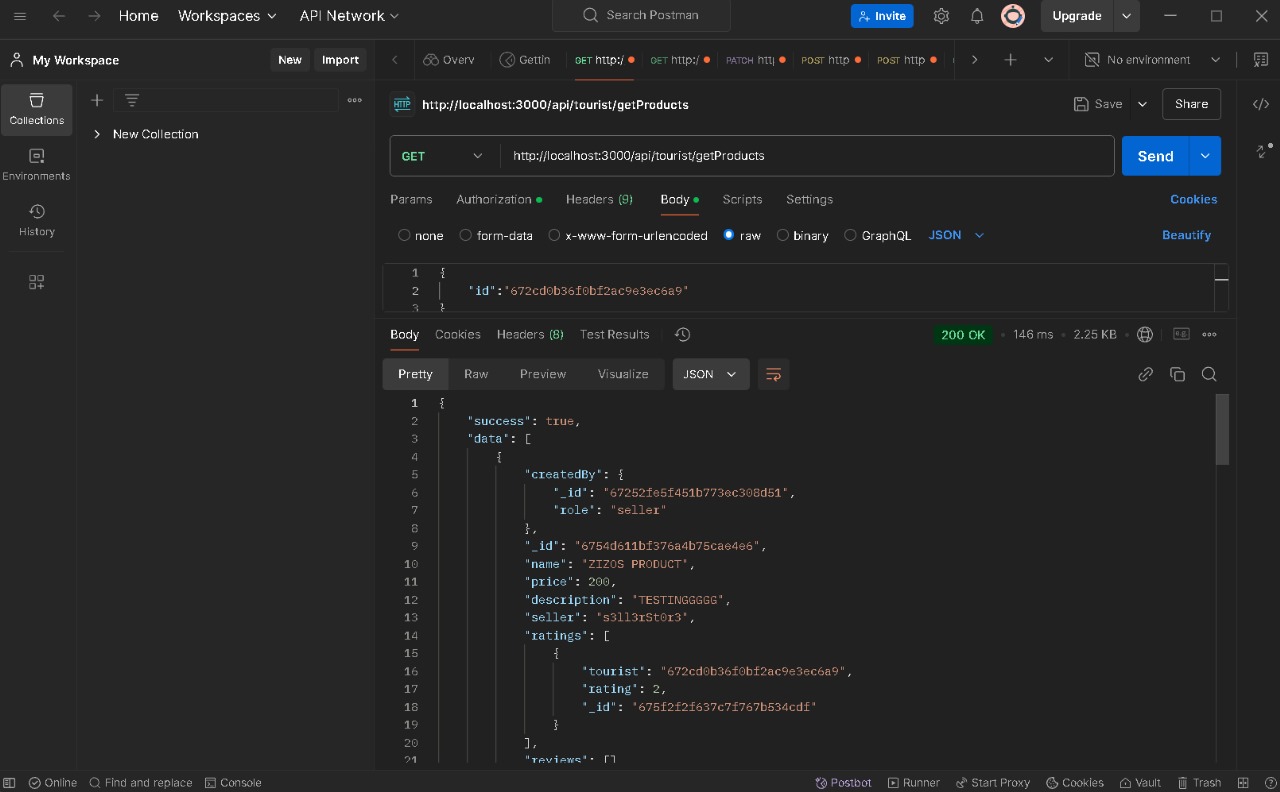 Home Workspaces API Network Search Postman Invite Upgrade
My Workspace New Import Overv Gettin GET http:/ GET http:/ PATCH htt POST http POST http No environment
Collections
Environments
History
New Collection
HTTP http://localhost:3000/api/tourist/getProducts Save Share
GET http://localhost:3000/api/tourist/getProducts Send
Params Authorization Headers (9) Body Scripts Settings Cookies
none form-data x-www-form-urlencoded raw binary GraphQL JSON Beautify
1 {
2 "id":"672cd0b36f0bf2ac9e3ec6a9"
3 }
Body Cookies Headers (8) Test Results 200 OK 146 ms 2.25 KB e.g.
Pretty Raw Preview Visualize JSON
1 {
2 "success": true,
3 "data": [
4 {
5 "createdBy": {
6 "_id": "67252fe5f451b773ec308d51",
7 "role": "seller"
8 },
9 "_id": "6754d611bf376a4b75cae4e6",
10 "name": "ZIZOS PRODUCT",
11 "price": 200,
12 "description": "TESTINGGGGG",
13 "seller": "s3ll3rSt0r3",
14 "ratings": [
15 {
16 "tourist": "672cd0b36f0bf2ac9e3ec6a9",
17 "rating": 2,
18 "_id": "675f2f2f637c7f767b534cdf"
19 }
20 ],
21 "reviews": []
Online Find and replace Console Postbot Runner Start Proxy Cookies Vault Trash